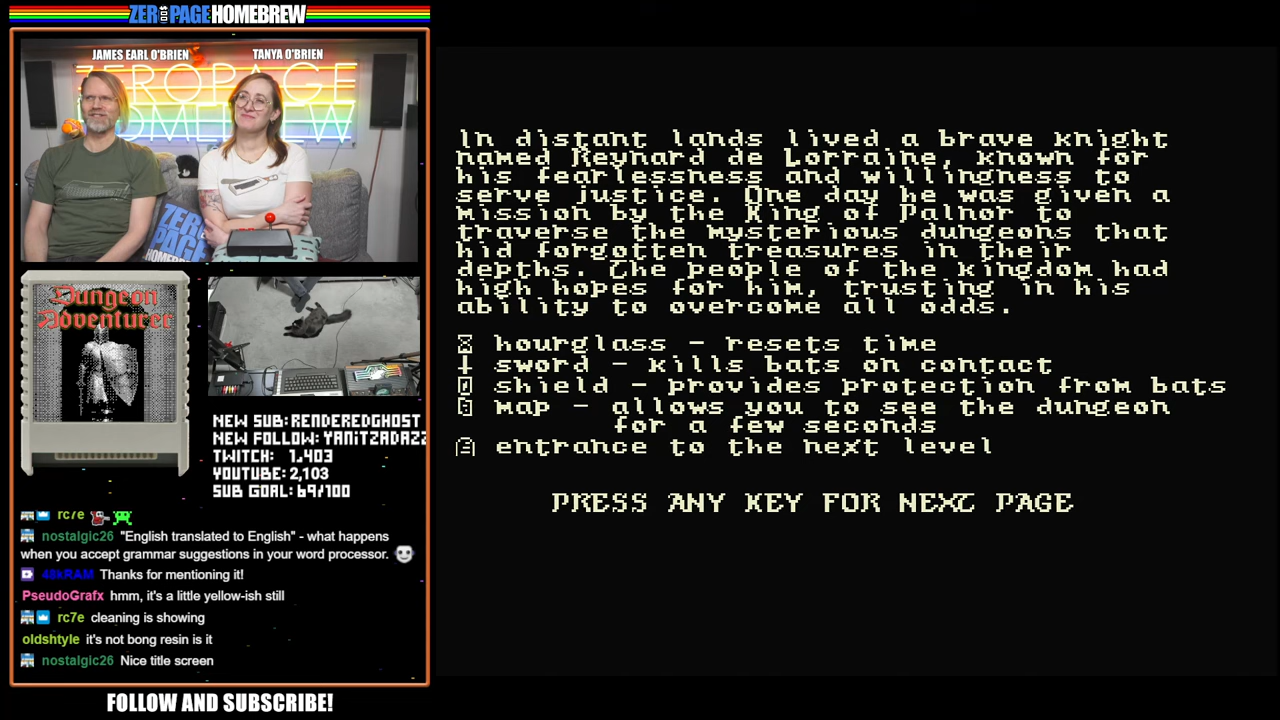 ZEROPAGE HOMEBREW
JAMES EARL O'BRIEN
TANYA O'BRIEN
ZEROPAGE
HOMEBREW
ZERO
PAGE
HOMEBREW
Dungeon
Adventurer
NEW SUB: RENDEREDGHOST
NEW FOLLOW: YANITZADAZZ
TWITCH: 1,403
YOUTUBE: 2,103
SUB GOAL: 69/100
rc7e
nostalgic26 "English translated to English" - what happens
when you accept grammar suggestions in your word processor.
48kRAM Thanks for mentioning it!
PseudoGrafx hmm, it's a little yellow-ish still
rc7e cleaning is showing
oldshtyle it's not bong resin is it
nostalgic26 Nice title screen
FOLLOW AND SUBSCRIBE!
In distant lands lived a brave knight
named Reynard de Lorraine, known for
his fearlessness and willingness to
serve justice. One day he was given a
mission by the King of Palnor to
traverse the mysterious dungeons that
hid forgotten treasures in their
depths. The people of the kingdom had
high hopes for him, trusting in his
ability to overcome all odds.
hourglass - resets time
sword - kills bats on contact
shield - provides protection from bats
map - allows you to see the dungeon
for a few seconds
entrance to the next level
PRESS ANY KEY FOR NEXT PAGE